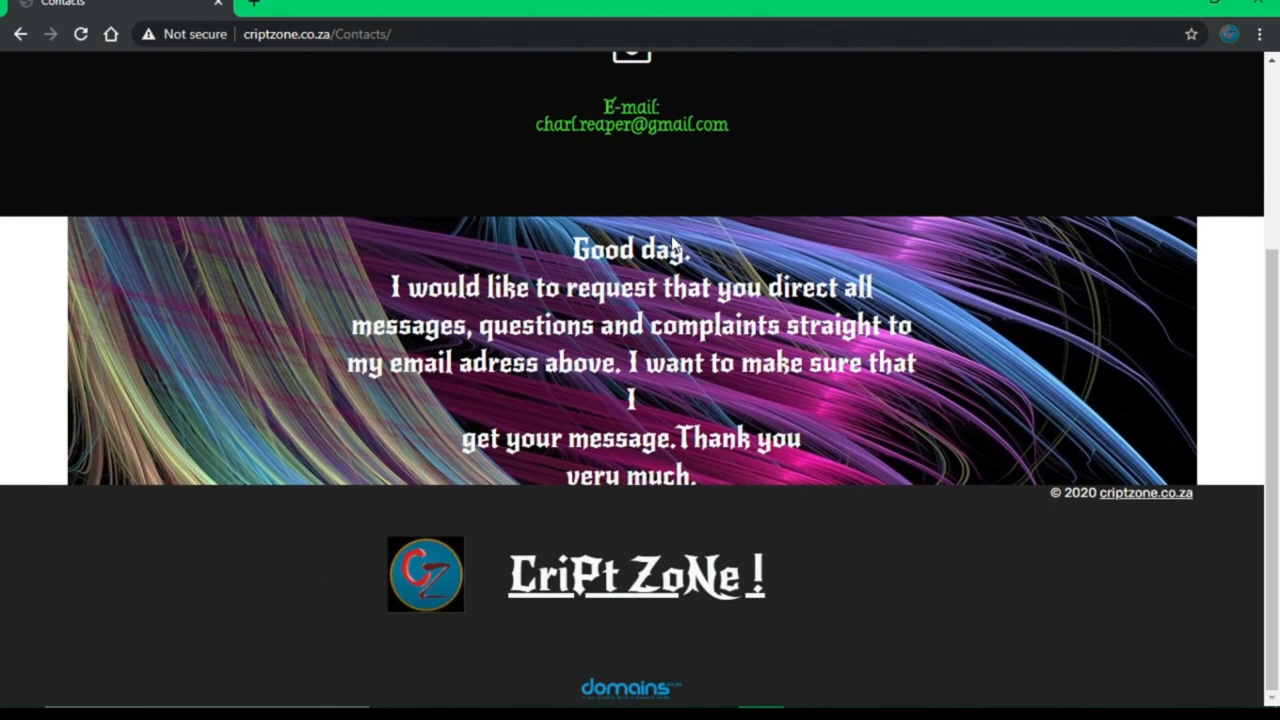 Contacts
Not secure
criptzone.co.za/Contacts/
E-mail:
charl.reaper@gmail.com
Good day.
I would like to request that you direct all
messages, questions and complaints straight to
my email adress above. I want to make sure that
I
get your message.Thank you
very much.
© 2020 criptzone.co.za
CZ
CriPt ZoNe !
domains